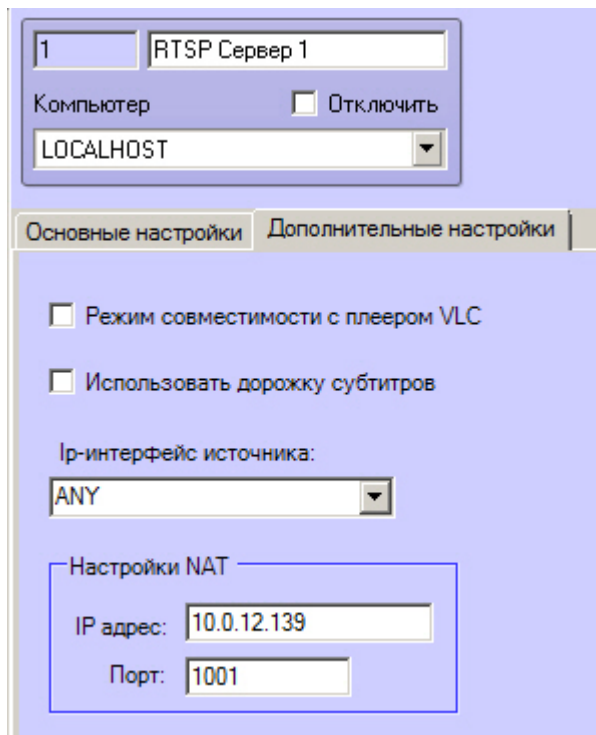 1 RTSP Сервер 1
Компьютер Отключить
LOCALHOST
Основные настройки Дополнительные настройки
Режим совместимости с плеером VLC
Использовать дорожку субтитров
Ip-интерфейс источника:
ANY
Настройки NAT
IP адрес: 10.0.12.139
Порт: 1001